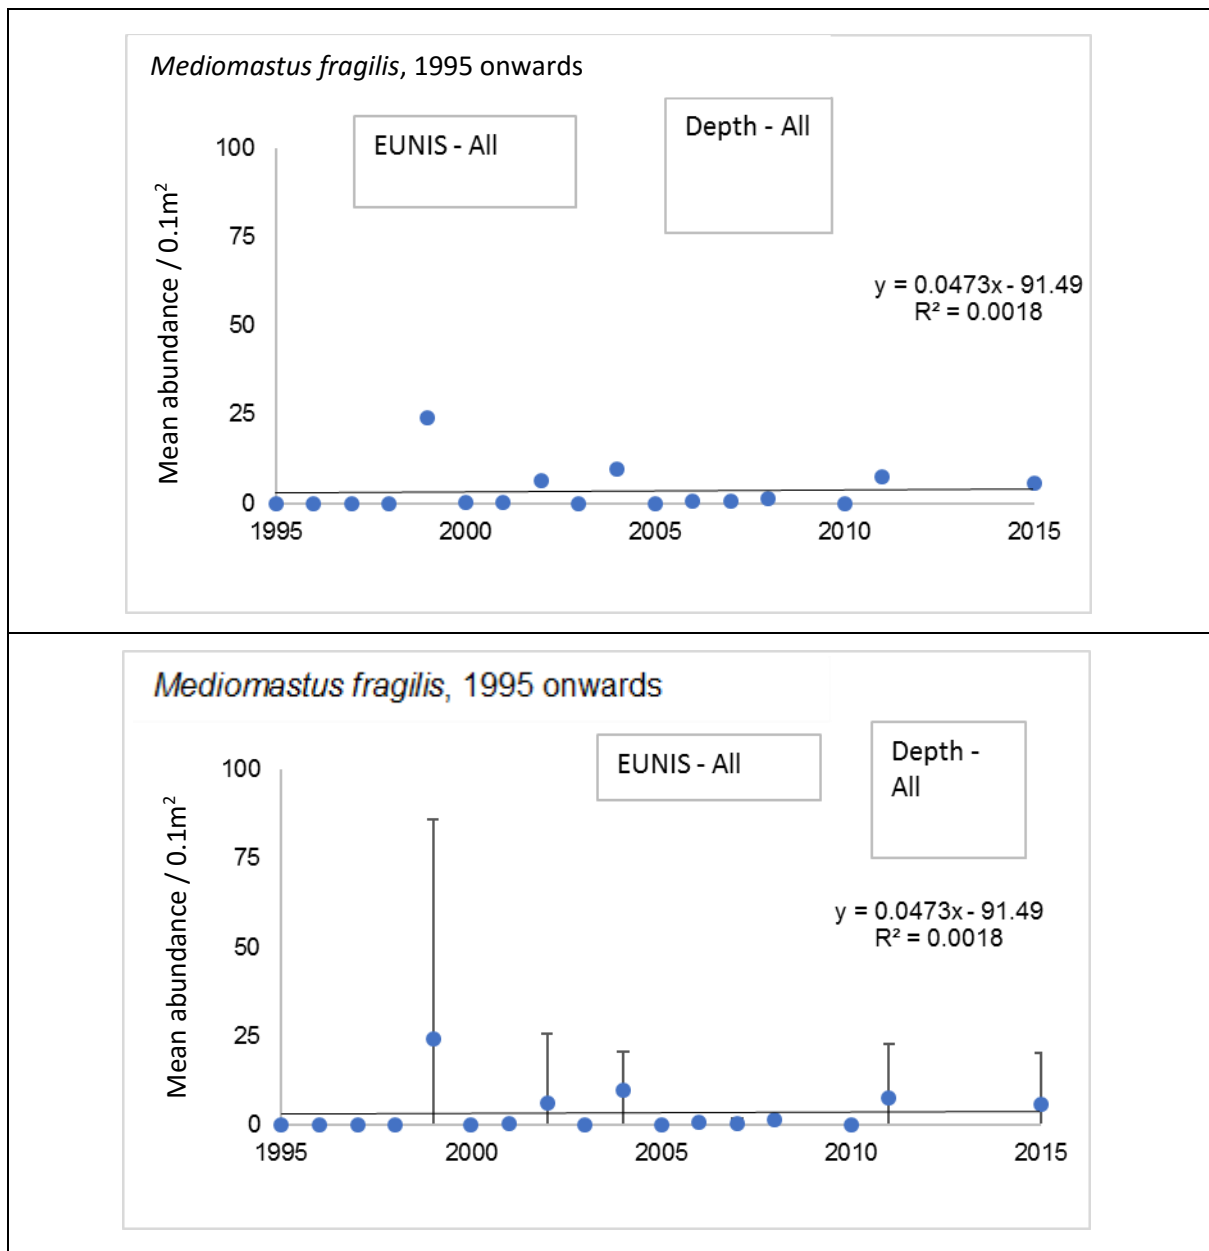 Mediomastus fragilis, 1995 onwards
EUNIS - All
Depth - All
Mean abundance / 0.1m²
100
75
50
25
0
y = 0.0473x - 91.49
R² = 0.0018
1995
2000
2005
2010
2015
Mediomastus fragilis, 1995 onwards
EUNIS - All
Depth -
All
Mean abundance / 0.1m²
100
75
50
25
0
y = 0.0473x - 91.49
R² = 0.0018
1995
2000
2005
2010
2015